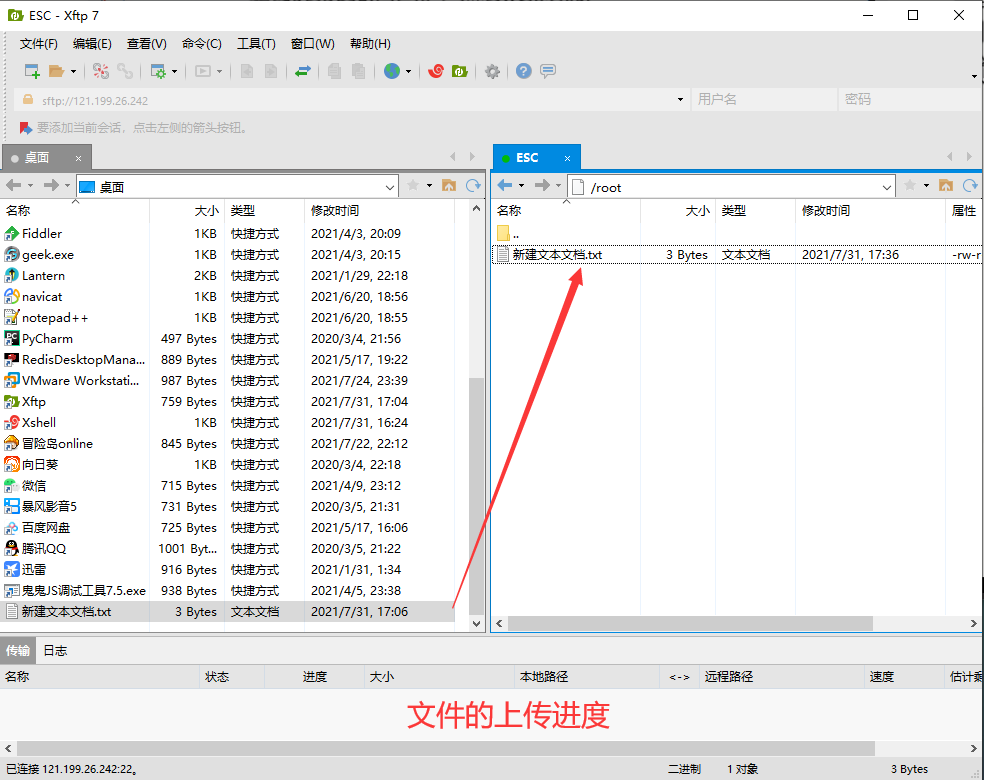 ESC - Xftp 7
文件(F) 编辑(E) 查看(V) 命令(C) 工具(T) 窗口(W) 帮助(H)
sftp://121.199.26.242 用户名 密码
要添加当前会话，点击左侧的箭头按钮。
桌面 × ESC ×
桌面 /root
名称 大小 类型 修改时间 名称 大小 类型 修改时间 属性
Fiddler 1KB 快捷方式 2021/4/3, 20:09 ..
geek.exe 1KB 快捷方式 2021/4/3, 20:15 新建文本文档.txt 3 Bytes 文本文档 2021/7/31, 17:36 -rw-r
Lantern 2KB 快捷方式 2021/1/29, 22:18
navicat 1KB 快捷方式 2021/6/20, 18:56
notepad++ 1KB 快捷方式 2021/6/20, 18:55
PyCharm 497 Bytes 快捷方式 2020/3/4, 21:56
RedisDesktopMana... 889 Bytes 快捷方式 2021/5/17, 19:22
VMware Workstati... 987 Bytes 快捷方式 2021/7/24, 23:39
Xftp 759 Bytes 快捷方式 2021/7/31, 17:04
Xshell 1KB 快捷方式 2021/7/31, 16:24
冒险岛online 845 Bytes 快捷方式 2021/7/22, 22:12
向日葵 1KB 快捷方式 2020/3/4, 22:18
微信 715 Bytes 快捷方式 2021/4/9, 23:12
暴风影音5 731 Bytes 快捷方式 2020/3/5, 21:31
百度网盘 725 Bytes 快捷方式 2021/5/17, 16:06
腾讯QQ 1001 Byt... 快捷方式 2020/3/5, 21:22
迅雷 916 Bytes 快捷方式 2021/1/31, 1:34
鬼鬼JS调试工具7.5.exe 938 Bytes 快捷方式 2021/4/5, 23:38
新建文本文档.txt 3 Bytes 文本文档 2021/7/31, 17:06
传输 日志
名称 状态 进度 大小 本地路径 <-> 远程路径 速度 估计
文件的上传进度
已连接 121.199.26.242:22。 二进制 1 对象 3 Bytes